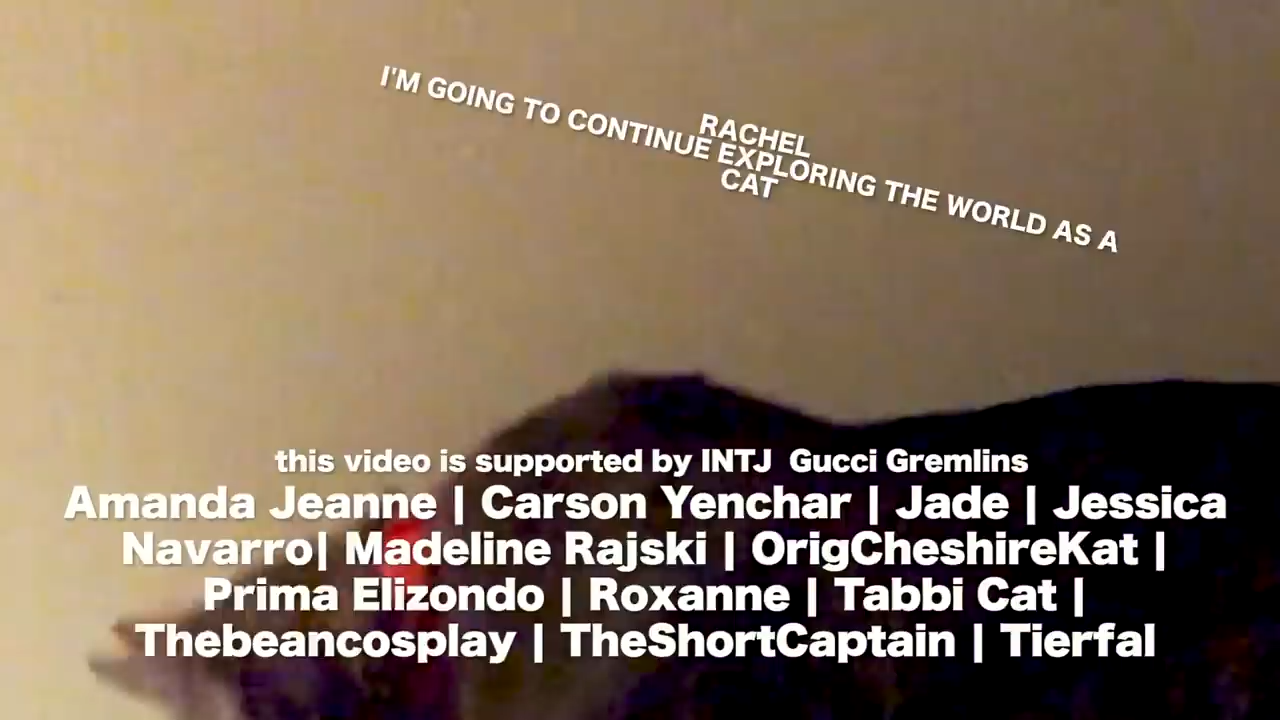 RACHEL
I'M GOING TO CONTINUE EXPLORING THE WORLD AS A
CAT
this video is supported by INTJ  Gucci Gremlins
Amanda Jeanne | Carson Yenchar | Jade | Jessica
Navarro| Madeline Rajski | OrigCheshireKat |
Prima Elizondo | Roxanne | Tabbi Cat |
Thebeancosplay | TheShortCaptain | Tierfal